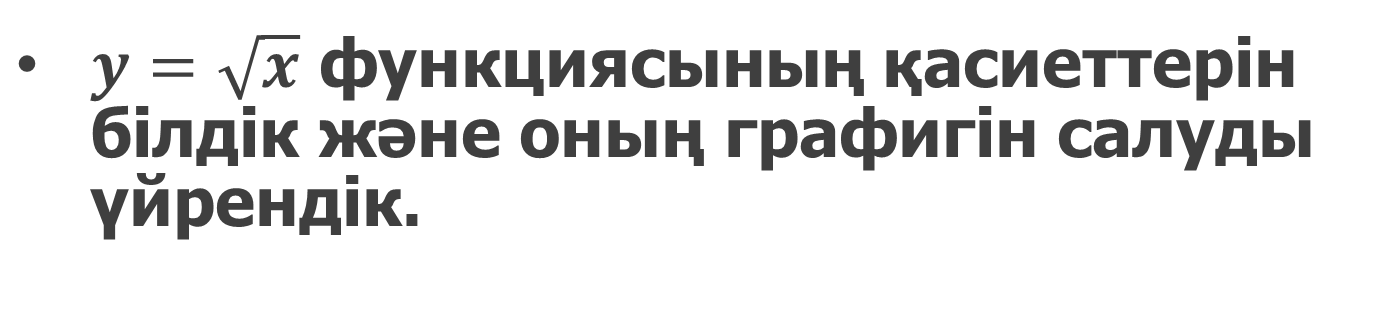 • y = √x функциясының қасиеттерін
білдік және оның графигін салуды
үйрендік.